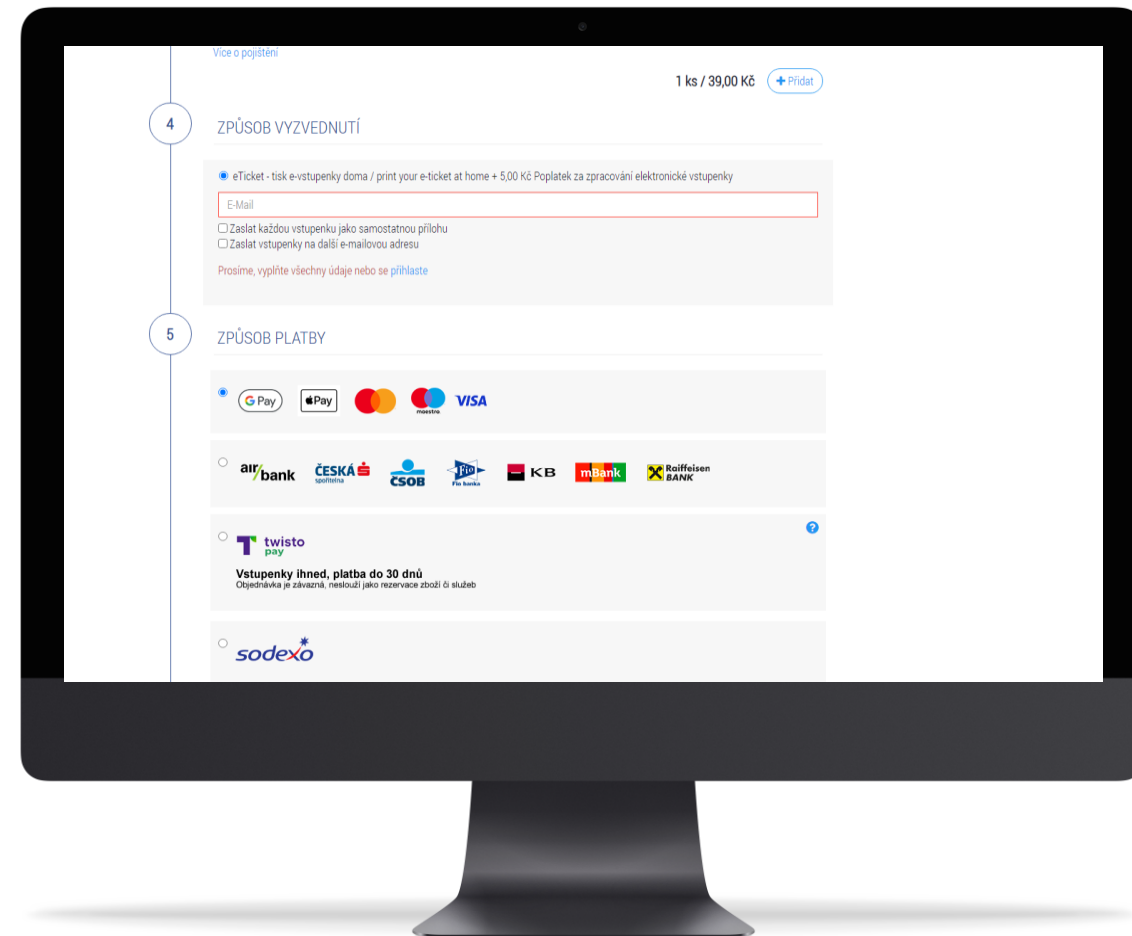 Více o pojištění
1 ks / 39,00 Kč
Přidat
4
ZPŮSOB VYZVEDNUTÍ
eTicket - tisk e-vstupenky doma / print your e-ticket at home + 5,00 Kč Poplatek za zpracování elektronické vstupenky
E-Mail
Zaslat každou vstupenku jako samostatnou přílohu
Zaslat vstupenky na další e-mailovou adresu
Prosíme, vyplňte všechny údaje nebo se přihlaste
5
ZPŮSOB PLATBY
G Pay Pay maestro VISA
air bank ČESKÁ spořitelna ČSOB Fio banka KB mBank Raiffeisen BANK
twisto
pay
?
Vstupenky ihned, platba do 30 dnů
Objednávka je závazná, neslouží jako rezervace zboží či služeb
sodexo